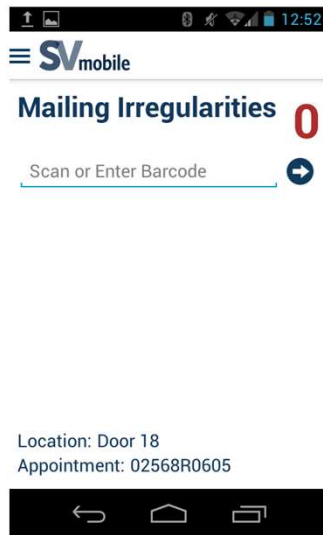 12:52
SVmobile
Mailing Irregularities 0
Scan or Enter Barcode
Location: Door 18
Appointment: 02568R0605